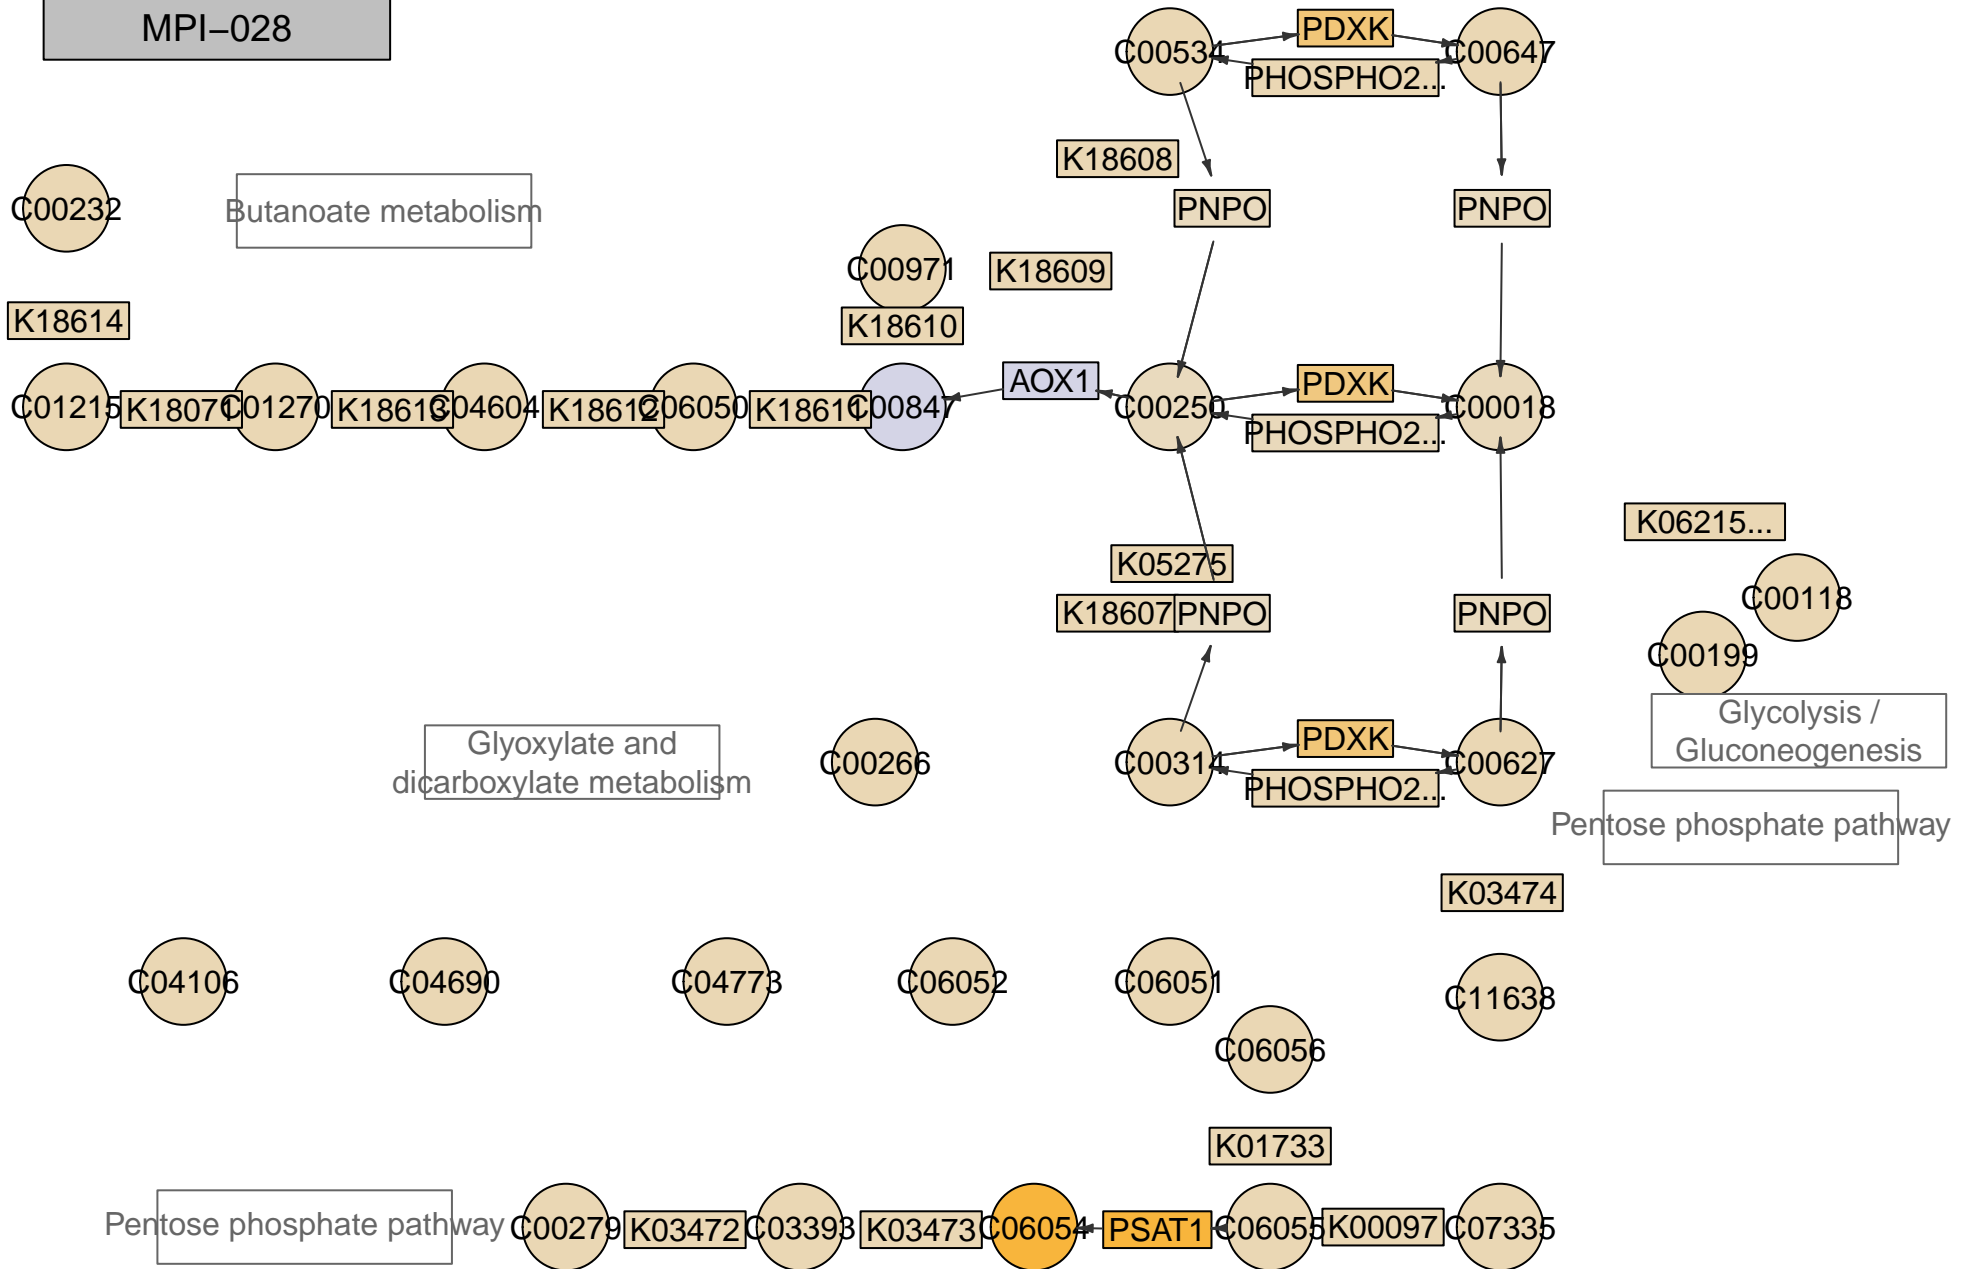 MPI−028
C00534
PDXK
C00647
PHOSPHO2...
K18608
C00232
Butanoate metabolism
PNPO
PNPO
C00971
K18609
K18614
K18610
C01215
K18071
C01270
K18613
C04604
K18612
C06050
K18611
C00847
AOX1
C00250
PDXK
C00018
PHOSPHO2...
K06215...
K05275
C00118
K18607
PNPO
PNPO
C00199
Glycolysis /
Gluconeogenesis
Glyoxylate and
dicarboxylate metabolism
C00266
C00314
PDXK
C00627
PHOSPHO2...
Pentose phosphate pathway
K03474
C04106
C04690
C04773
C06052
C06051
C11638
C06056
K01733
Pentose phosphate pathway
C00279
K03472
C03393
K03473
C06054
PSAT1
C06055
K00097
C07335